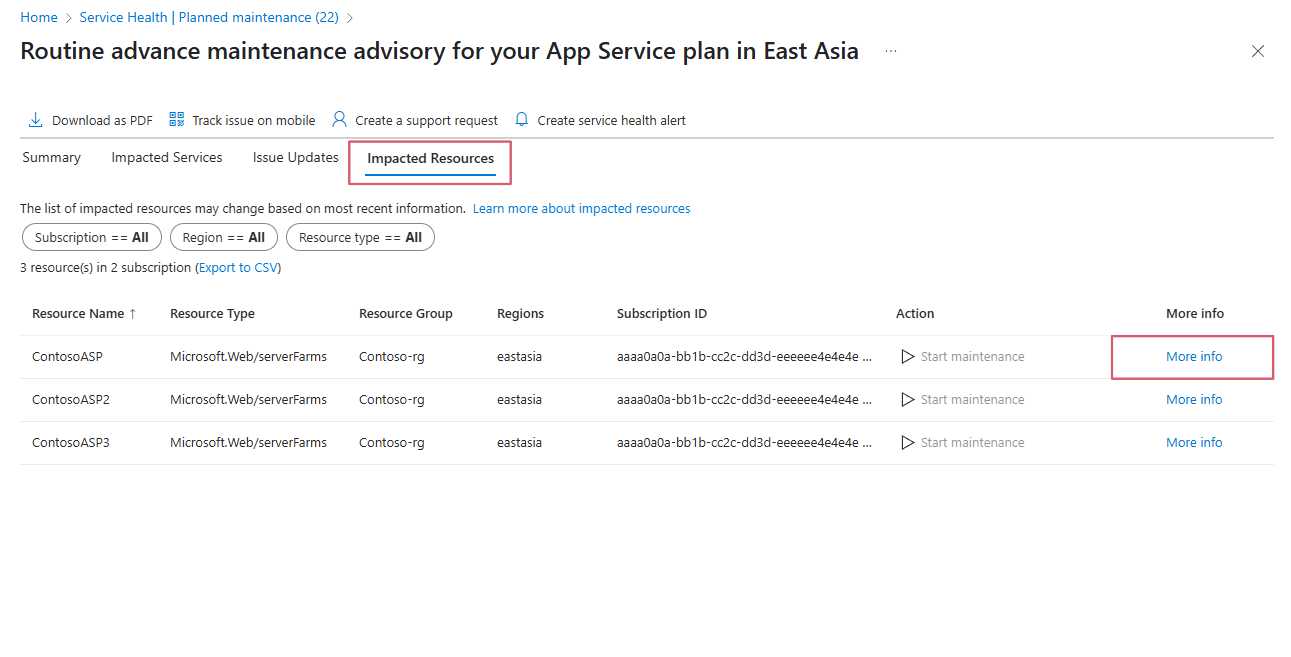 Home > Service Health | Planned maintenance (22) >
Routine advance maintenance advisory for your App Service plan in East Asia ...
Download as PDF Track issue on mobile Create a support request Create service health alert
Summary Impacted Services Issue Updates Impacted Resources
The list of impacted resources may change based on most recent information. Learn more about impacted resources
Subscription == All Region == All Resource type == All
3 resource(s) in 2 subscription (Export to CSV)
Resource Name ↑ Resource Type Resource Group Regions Subscription ID Action More info
ContosoASP Microsoft.Web/serverFarms Contoso-rg eastasia aaaa0a0a-bb1b-cc2c-dd3d-eeeeee4e4e4e ... Start maintenance More info
ContosoASP2 Microsoft.Web/serverFarms Contoso-rg eastasia aaaa0a0a-bb1b-cc2c-dd3d-eeeeee4e4e4e ... Start maintenance More info
ContosoASP3 Microsoft.Web/serverFarms Contoso-rg eastasia aaaa0a0a-bb1b-cc2c-dd3d-eeeeee4e4e4e ... Start maintenance More info